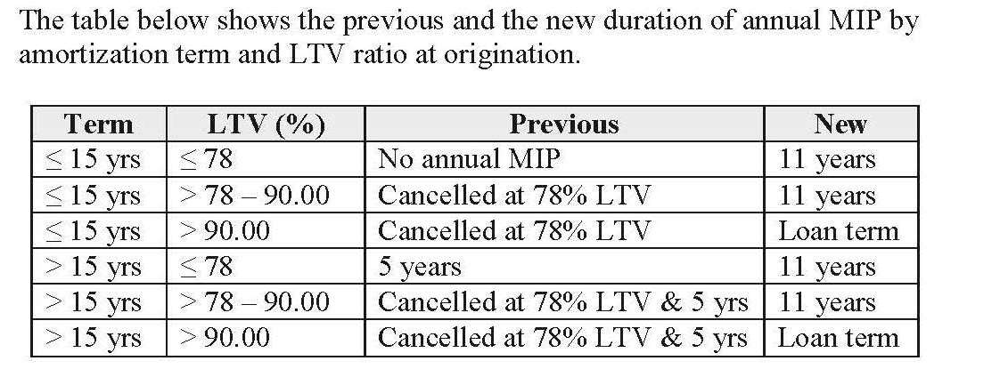 The table below shows the previous and the new duration of annual MIP by
amortization term and LTV ratio at origination.
Term LTV (%) Previous New
≤ 15 yrs ≤ 78 No annual MIP 11 years
≤ 15 yrs > 78 – 90.00 Cancelled at 78% LTV 11 years
≤ 15 yrs > 90.00 Cancelled at 78% LTV Loan term
> 15 yrs ≤ 78 5 years 11 years
> 15 yrs > 78 – 90.00 Cancelled at 78% LTV & 5 yrs 11 years
> 15 yrs > 90.00 Cancelled at 78% LTV & 5 yrs Loan term